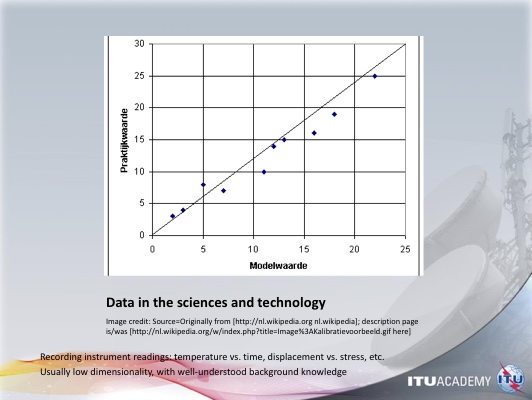 30
25
20
15
10
5
0
Praktijkwaarde
0 5 10 15 20 25
Modelwaarde
Data in the sciences and technology
Image credit: Source=Originally from [http://nl.wikipedia.org nl.wikipedia]; description page
is/was [http://nl.wikipedia.org/w/index.php?title=Image%3AKalibratievoorbeeld.gif here]
Recording instrument readings: temperature vs. time, displacement vs. stress, etc.
Usually low dimensionality, with well-understood background knowledge
ITUACADEMY
ITU